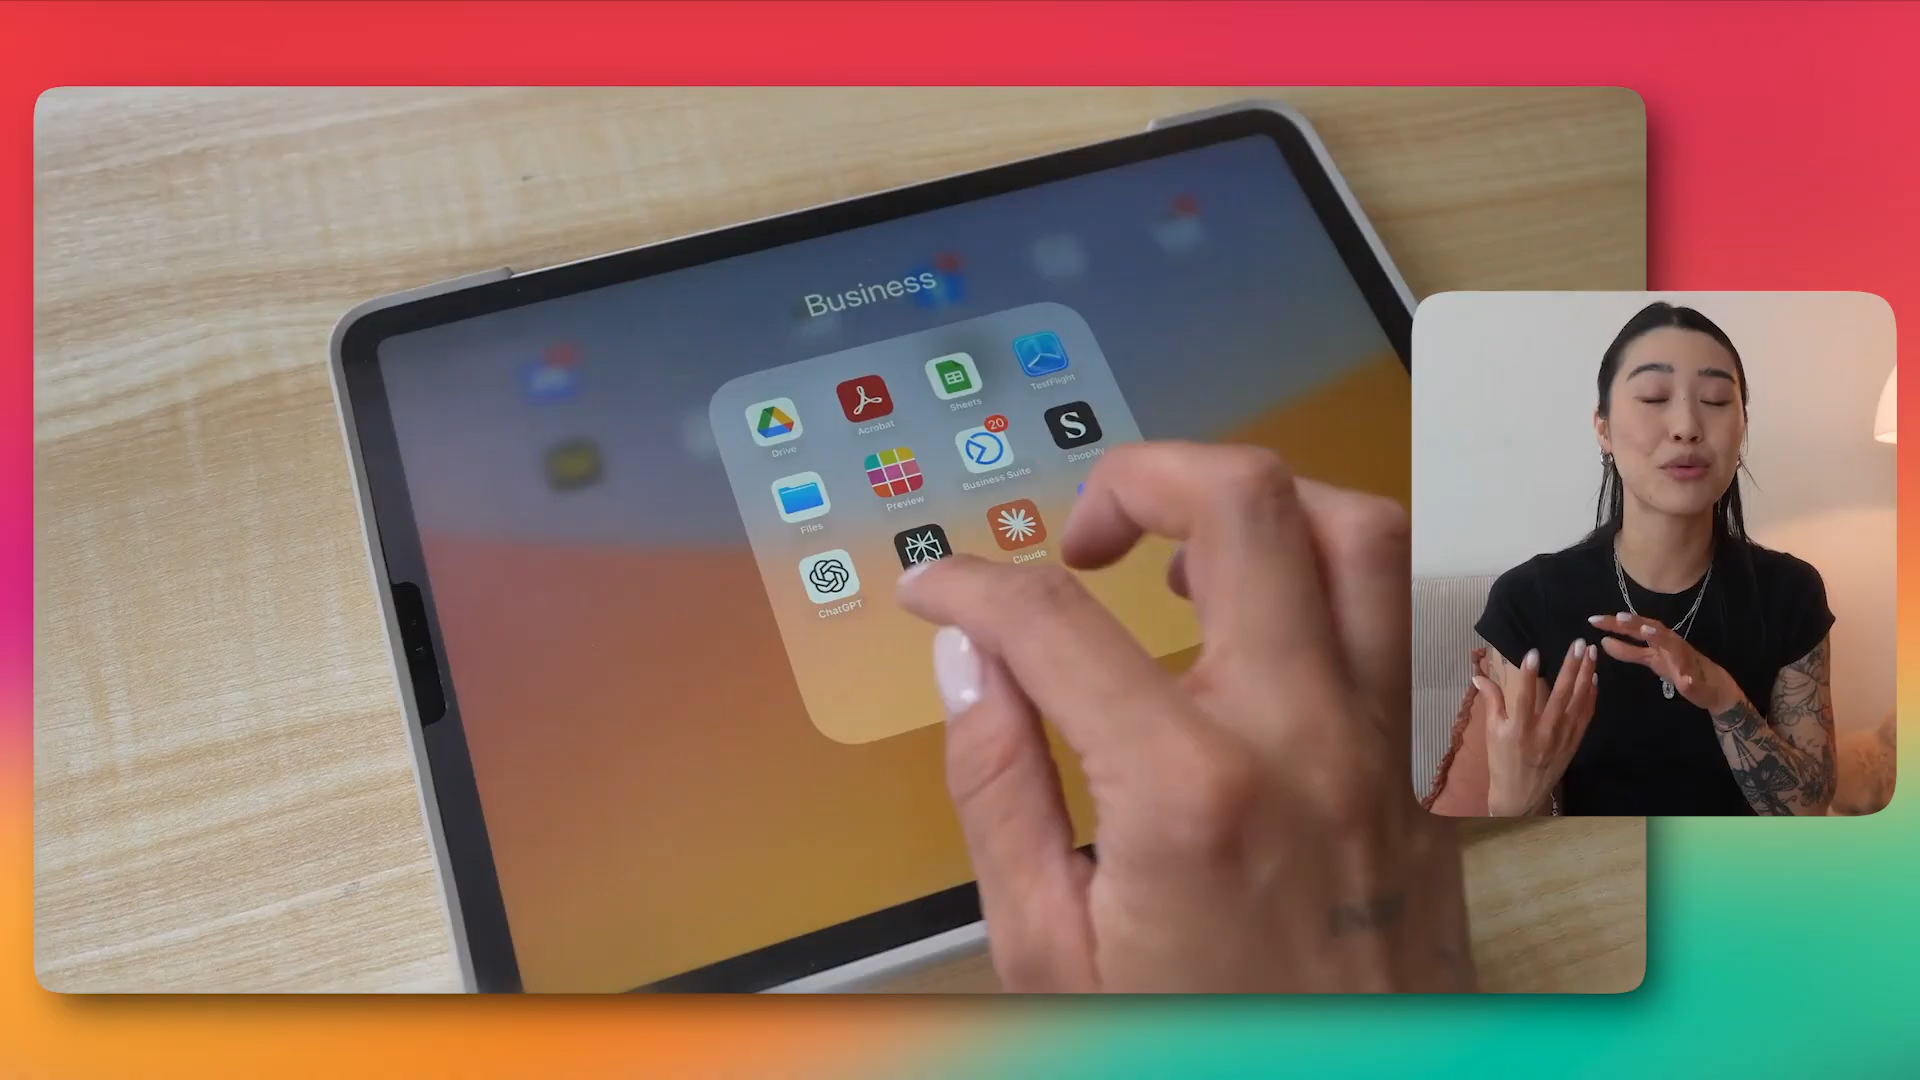 Business
Drive
Acrobat
Sheets
TestFlight
Files
Preview
20
Business Suite
ShopMy
ChatGPT
Claude